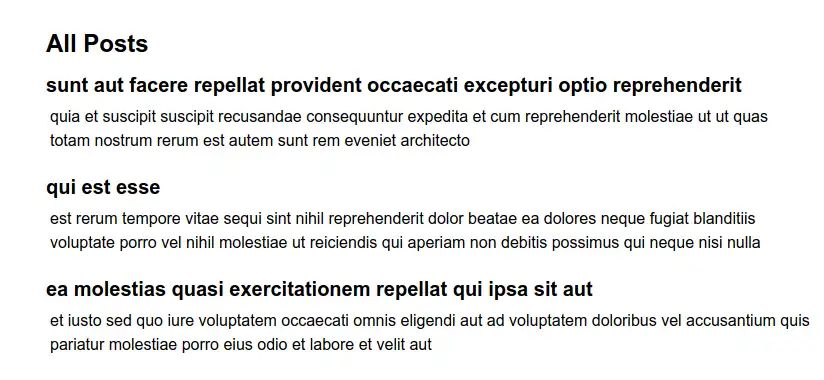 All Posts
sunt aut facere repellat provident occaecati excepturi optio reprehenderit
quia et suscipit suscipit recusandae consequuntur expedita et cum reprehenderit molestiae ut ut quas
totam nostrum rerum est autem sunt rem eveniet architecto
qui est esse
est rerum tempore vitae sequi sint nihil reprehenderit dolor beatae ea dolores neque fugiat blanditiis
voluptate porro vel nihil molestiae ut reiciendis qui aperiam non debitis possimus qui neque nisi nulla
ea molestias quasi exercitationem repellat qui ipsa sit aut
et iusto sed quo iure voluptatem occaecati omnis eligendi aut ad voluptatem doloribus vel accusantium quis
pariatur molestiae porro eius odio et labore et velit aut